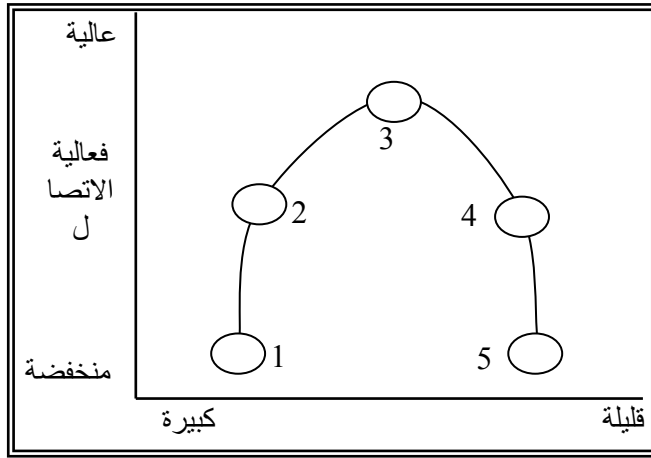 عالية
3
فعالية
الاتصا
ل
2
4
1
5
منخفضة
كبيرة
قليلة